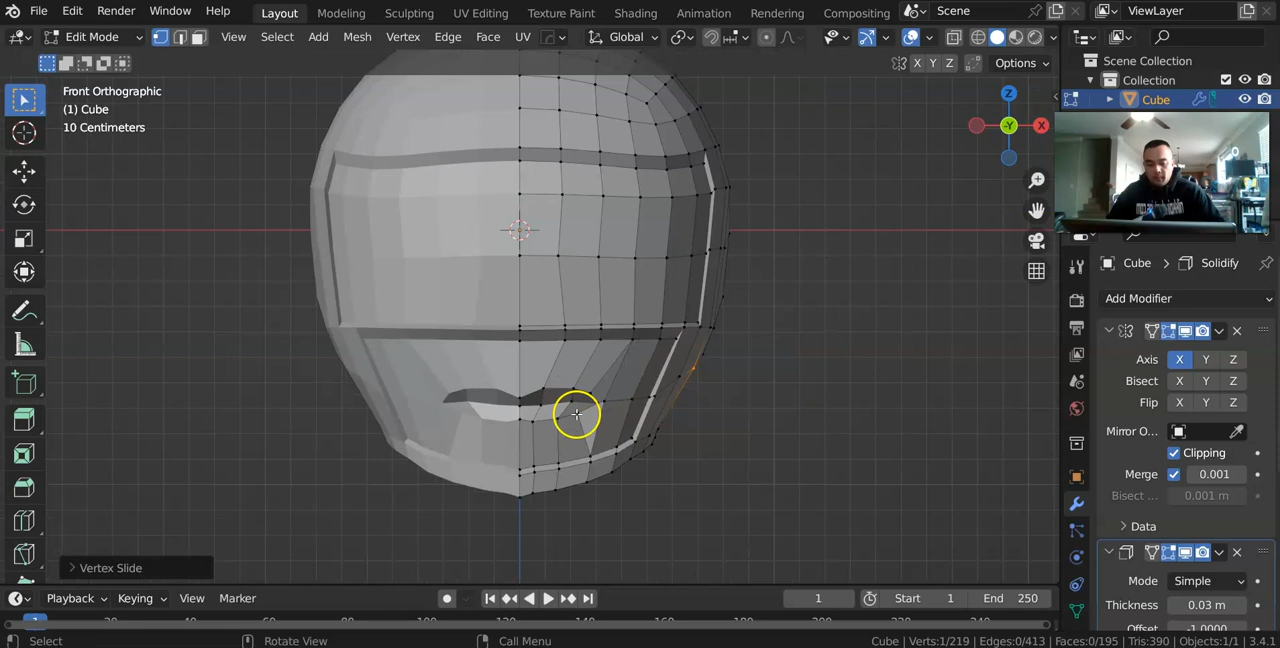 File Edit Render Window Help Layout Modeling Sculpting UV Editing Texture Paint Shading Animation Rendering Compositing Scene ViewLayer
Edit Mode View Select Add Mesh Vertex Edge Face UV Global
X Y Z Options
Scene Collection
Collection
Cube
Front Orthographic
(1) Cube
10 Centimeters
Z
-Y
X
Cube > Solidify
Add Modifier
Axis X Y Z
Bisect X Y Z
Flip X Y Z
Mirror O...
Clipping
Merge 0.001
Bisect ... 0.001 m
> Data
Mode Simple
Thickness 0.03 m
Offset -1.0000
> Vertex Slide
Playback Keying View Marker 1 Start 1 End 250
1
Select Rotate View Call Menu Cube | Verts:1/219 | Edges:0/413 | Faces:0/195 | Tris:390 | Objects:1/1 | 3.4.1